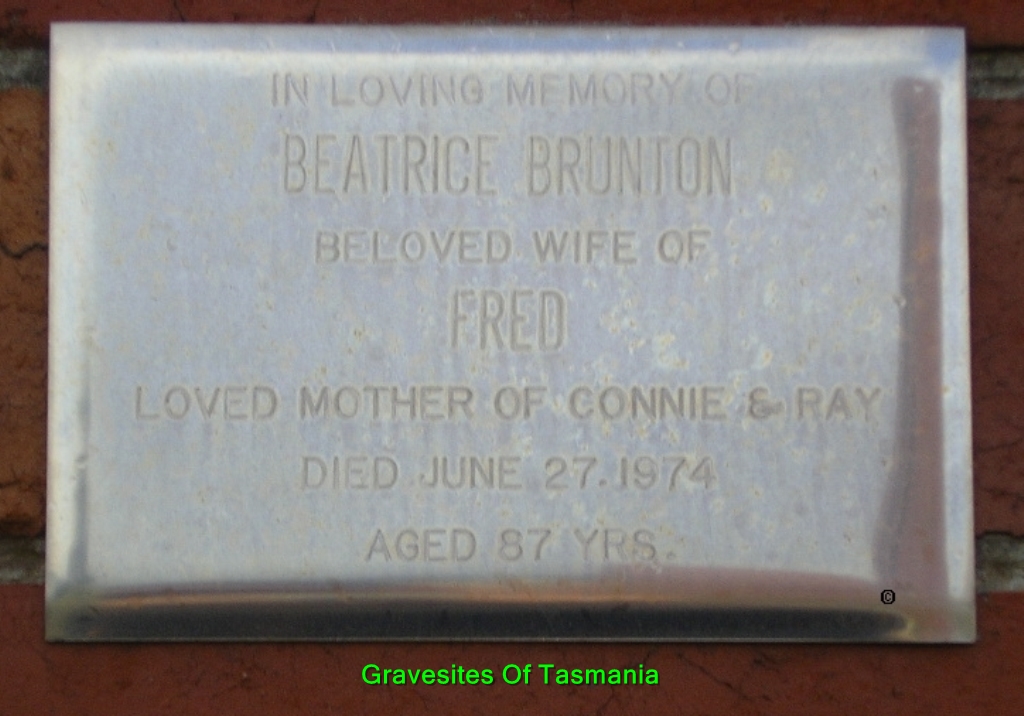 IN LOVING MEMORY OF
BEATRICE BRUNTON
BELOVED WIFE OF
FRED
LOVED MOTHER OF CONNIE & RAY
DIED JUNE 27.1974
AGED 87 YRS.
©
Gravesites Of Tasmania